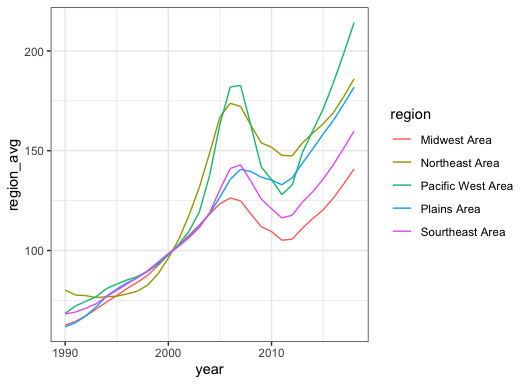 200
150
100
region_avg
1990
2000
2010
year
region
Midwest Area
Northeast Area
Pacific West Area
Plains Area
Sourtheast Area